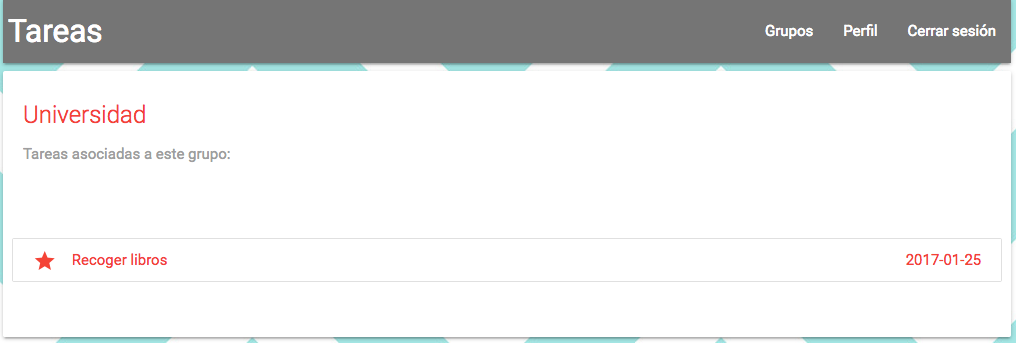 Tareas
Grupos Perfil Cerrar sesión
Universidad
Tareas asociadas a este grupo:
Recoger libros 2017-01-25